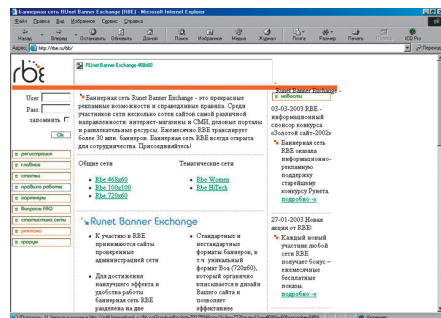 Баннерная сеть RUnet Banner Exchange (RBE) - Microsoft Internet Explorer
Файл Правка Вид Избранное Сервис Справка
Назад Вперед Остановить Обновить Домой Поиск Избранное Медиа Журнал Почта Размер Печать ICQ Pro
Адрес http://rbe.ru/bb/
rbe
RUnet Banner Exchange 468x60
User:
Pass:
запомнить
Ok
регистрация
главная
статьи
правила работы
партнеры
Вопросы FAQ
статистика сети
реклама
форум
Баннерная сеть RUnet Banner Exchange - это прекрасные
рекламные возможности и справедливые правила. Среди
участников сети несколько сотен сайтов самой различной
направленности: интернет-магазины и СМИ, деловые порталы
и развлекательные ресурсы. Ежемесячно RBE транслирует
более 30 млн. баннеров. Баннерная сеть RBE всегда открыта
для сотрудничества. Присоединяйтесь!
Общие сети
Тематические сети
Rbe 468x60
Rbe 100x100
Rbe 720x60
Rbe Women
Rbe HiTech
Runet Banner Exchange
К участию в RBE
принимаются сайты
проверенные
администрацией сети
Для достижения
наилучшего эффекта и
удобства работы
баннерная сеть RBE
разделена на две
Стандартные и
нестандартные
форматы баннеров, в
т.ч. уникальный
формат Box (720x60),
который органично
вписывается в дизайн
Вашего сайта и
позволяет
эффективнее
Runet Banner Exchange -
новости
03-03-2003 RBE -
информационный
спонсор конкурса
«Золотой сайт-2002»
Баннерная сеть
RBE оказала
информационно-
рекламную
поддержку
старейшему
конкурсу Рунета.
подробно -»
27-01-2003 Новая
акция от RBE!
Каждый новый
участник любой
сети RBE
получает бонус –
ежемесячные
бесплатные
показы.
подробно -»